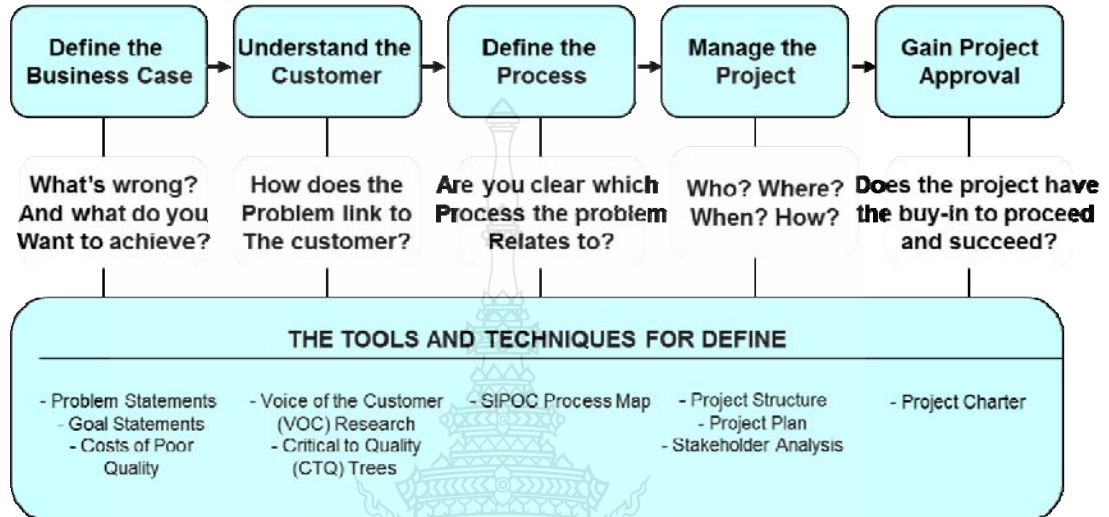 Define the
Business Case
Understand the
Customer
Define the
Process
Manage the
Project
Gain Project
Approval
What's wrong?
And what do you
Want to achieve?
How does the
Problem link to
The customer?
Are you clear which
Process the problem
Relates to?
Who? Where?
When? How?
Does the project have
the buy-in to proceed
and succeed?
THE TOOLS AND TECHNIQUES FOR DEFINE
- Problem Statements
- Goal Statements
- Costs of Poor
Quality
- Voice of the Customer
(VOC) Research
- Critical to Quality
(CTQ) Trees
- SIPOC Process Map
- Project Structure
- Project Plan
- Stakeholder Analysis
- Project Charter